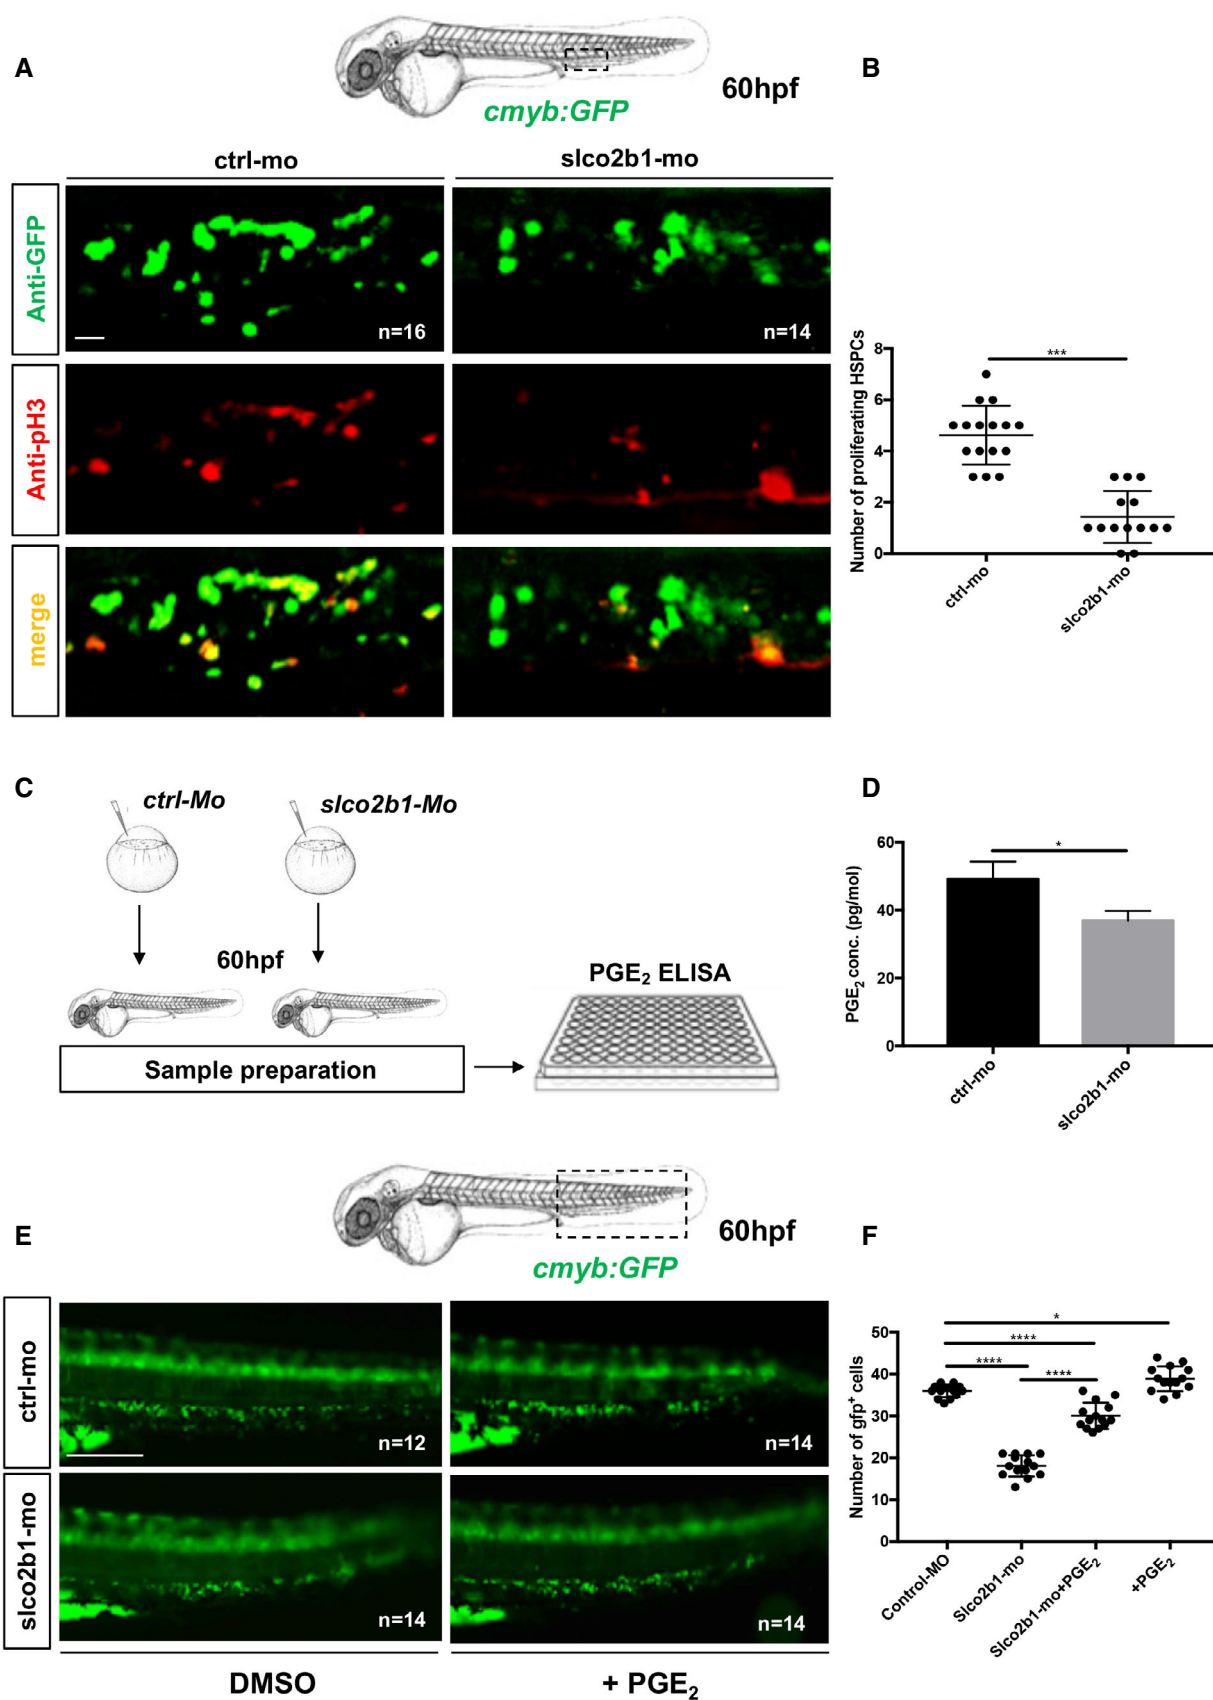 A
60hpf
cmyb:GFP
ctrl-mo
slco2b1-mo
Anti-GFP
n=16
n=14
Anti-pH3
merge
B
Number of proliferating HSPCs
8
6
4
2
0
***
ctrl-mo
slco2b1-mo
C
ctrl-Mo
slco2b1-Mo
60hpf
Sample preparation
PGE₂ ELISA
D
PGE₂ conc. (pg/mol)
60
40
20
0
*
ctrl-mo
slco2b1-mo
E
60hpf
cmyb:GFP
ctrl-mo
n=12
n=14
slco2b1-mo
n=14
n=14
DMSO
+ PGE₂
F
Number of gfp⁺ cells
50
40
30
20
10
0
*
****
****
****
Control-MO
Slco2b1-mo
Slco2b1-mo+PGE₂
+PGE₂